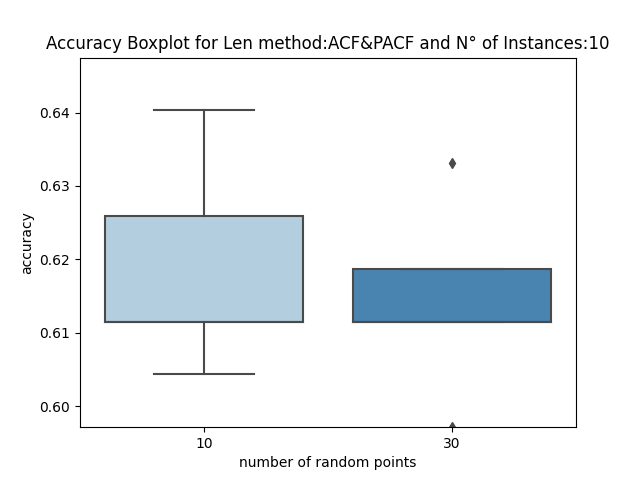 Accuracy Boxplot for Len method:ACF&PACF and N° of Instances:10
0.64
0.63
0.62
0.61
0.60
accuracy
10 30
number of random points